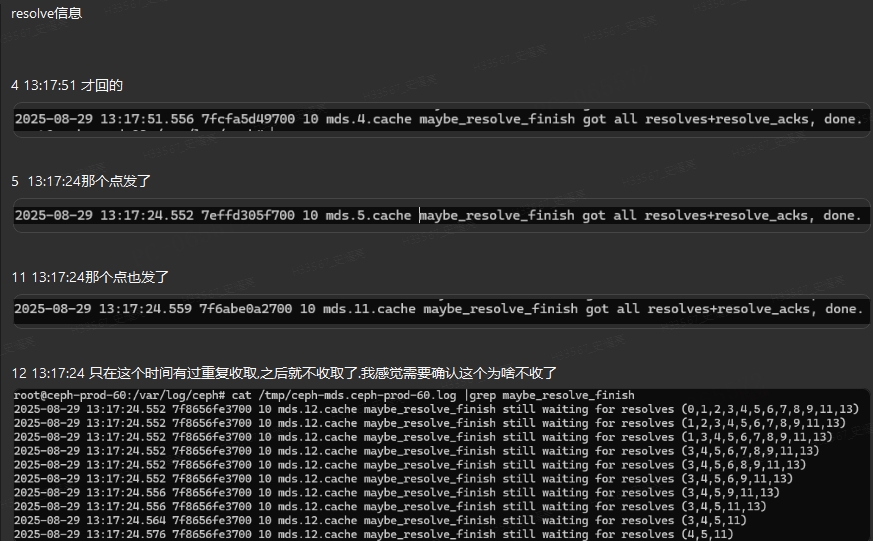 resolve信息
4 13:17:51 才回的
2025-08-29 13:17:51.556 7fcfa5d49700 10 mds.4.cache maybe_resolve_finish got all resolves+resolve_acks, done.
5 13:17:24那个点发了
2025-08-29 13:17:24.552 7effd305f700 10 mds.5.cache maybe_resolve_finish got all resolves+resolve_acks, done.
11 13:17:24那个点也发了
2025-08-29 13:17:24.559 7f6abe0a2700 10 mds.11.cache maybe_resolve_finish got all resolves+resolve_acks, done.
12 13:17:24 只在这个时间有过重复收取,之后就不收取了.我感觉需要确认这个为啥不收了
root@ceph-prod-60:/var/log/ceph# cat /tmp/ceph-mds.ceph-prod-60.log |grep maybe_resolve_finish
2025-08-29 13:17:24.552 7f8656fe3700 10 mds.12.cache maybe_resolve_finish still waiting for resolves (0,1,2,3,4,5,6,7,8,9,11,13)
2025-08-29 13:17:24.552 7f8656fe3700 10 mds.12.cache maybe_resolve_finish still waiting for resolves (1,2,3,4,5,6,7,8,9,11,13)
2025-08-29 13:17:24.552 7f8656fe3700 10 mds.12.cache maybe_resolve_finish still waiting for resolves (1,3,4,5,6,7,8,9,11,13)
2025-08-29 13:17:24.552 7f8656fe3700 10 mds.12.cache maybe_resolve_finish still waiting for resolves (3,4,5,6,7,8,9,11,13)
2025-08-29 13:17:24.552 7f8656fe3700 10 mds.12.cache maybe_resolve_finish still waiting for resolves (3,4,5,6,8,9,11,13)
2025-08-29 13:17:24.552 7f8656fe3700 10 mds.12.cache maybe_resolve_finish still waiting for resolves (3,4,5,6,9,11,13)
2025-08-29 13:17:24.556 7f8656fe3700 10 mds.12.cache maybe_resolve_finish still waiting for resolves (3,4,5,9,11,13)
2025-08-29 13:17:24.556 7f8656fe3700 10 mds.12.cache maybe_resolve_finish still waiting for resolves (3,4,5,11,13)
2025-08-29 13:17:24.564 7f8656fe3700 10 mds.12.cache maybe_resolve_finish still waiting for resolves (3,4,5,11)
2025-08-29 13:17:24.576 7f8656fe3700 10 mds.12.cache maybe_resolve_finish still waiting for resolves (4,5,11)